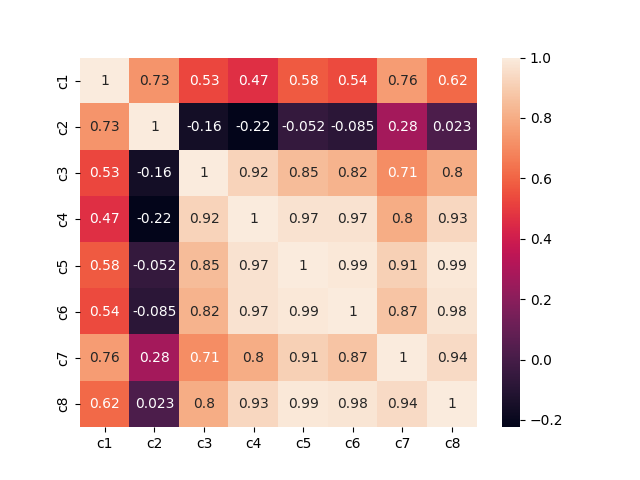 c1 1 0.73 0.53 0.47 0.58 0.54 0.76 0.62
c2 0.73 1 -0.16 -0.22 -0.052 -0.085 0.28 0.023
c3 0.53 -0.16 1 0.92 0.85 0.82 0.71 0.8
c4 0.47 -0.22 0.92 1 0.97 0.97 0.8 0.93
c5 0.58 -0.052 0.85 0.97 1 0.99 0.91 0.99
c6 0.54 -0.085 0.82 0.97 0.99 1 0.87 0.98
c7 0.76 0.28 0.71 0.8 0.91 0.87 1 0.94
c8 0.62 0.023 0.8 0.93 0.99 0.98 0.94 1
c1 c2 c3 c4 c5 c6 c7 c8
1.0
0.8
0.6
0.4
0.2
0.0
−0.2